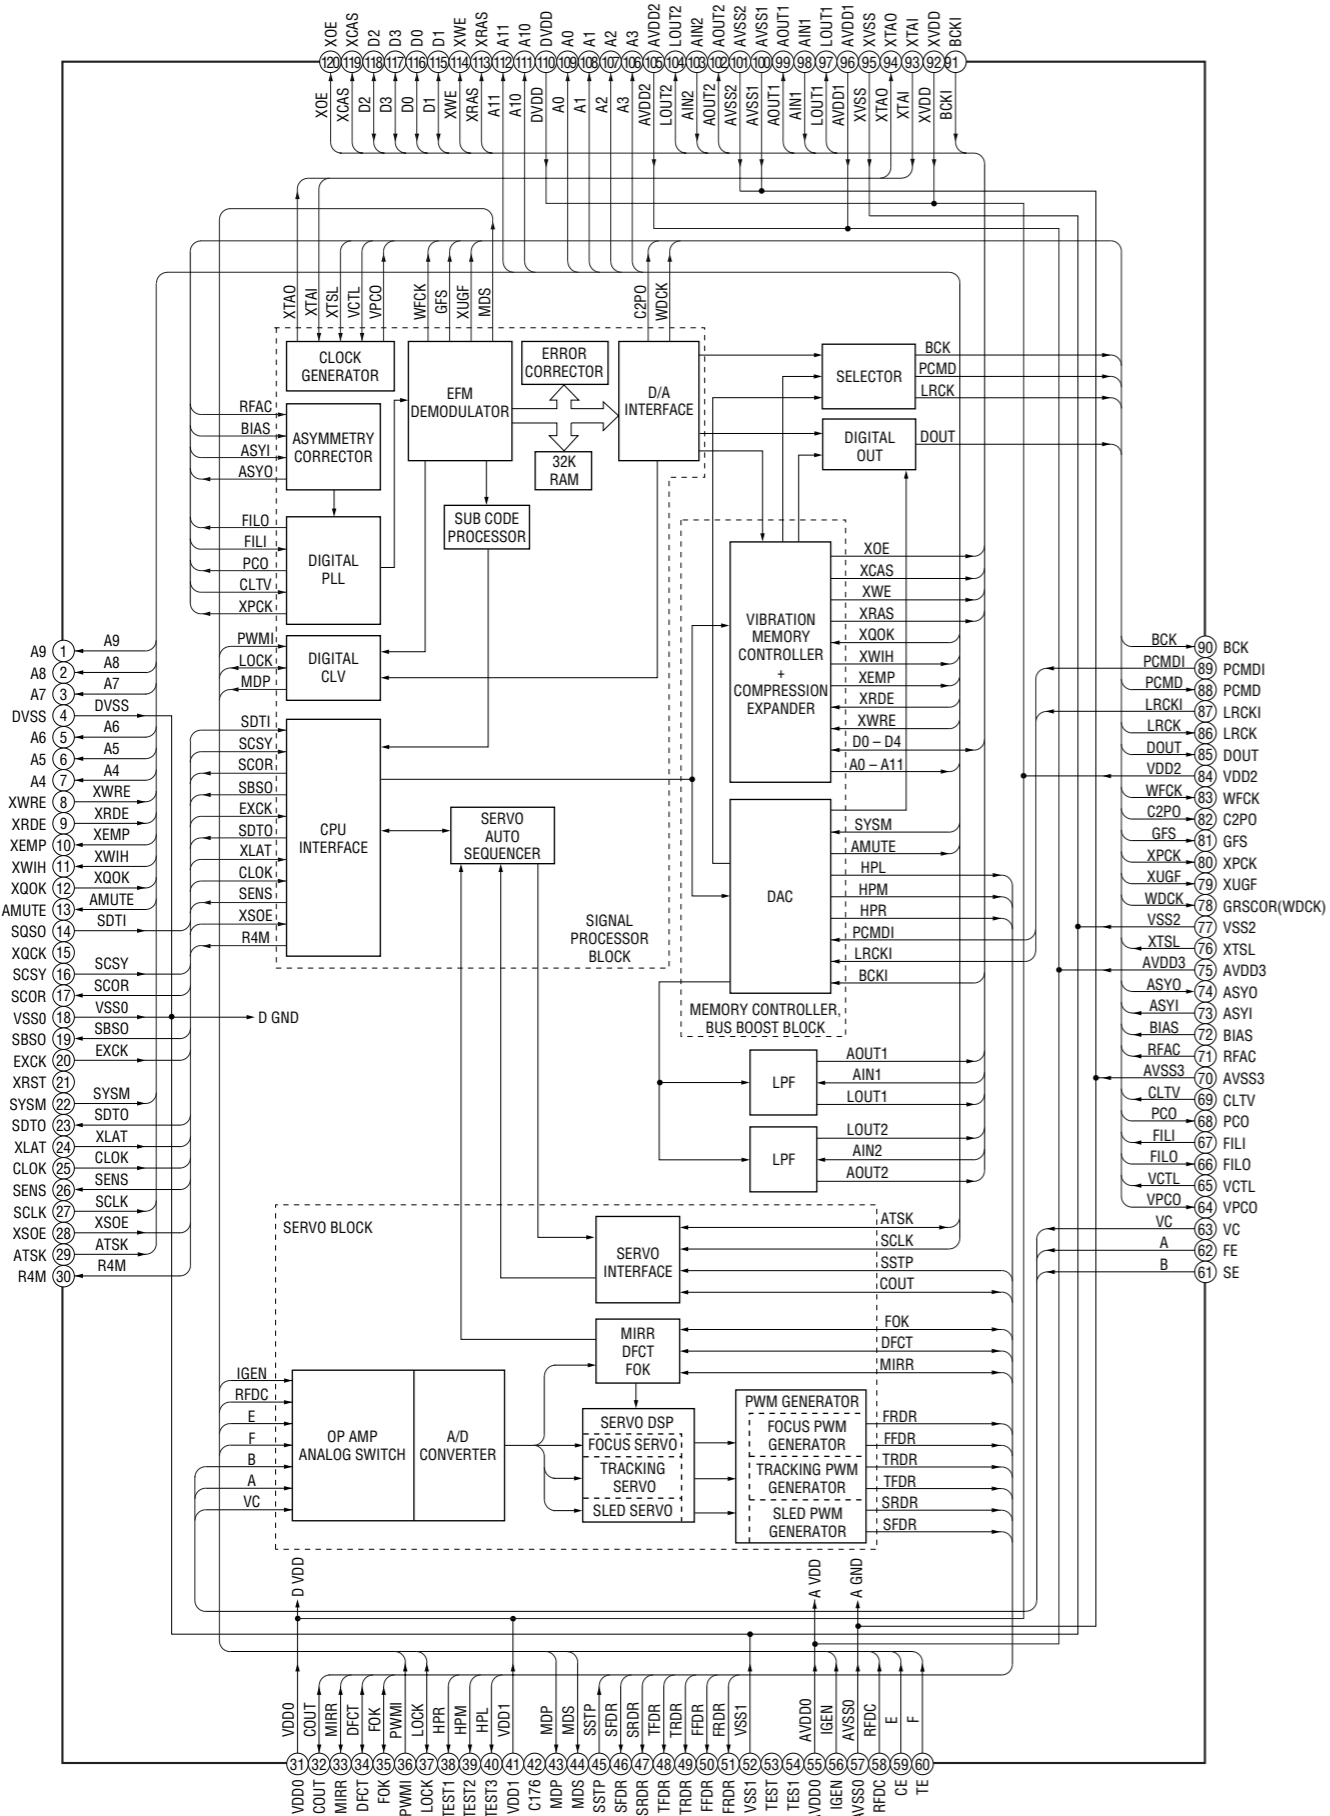 XOE XCAS D2 D3 D0 D1 XWE XRAS A11 A10 DVDD A0 A1 A2 A3 AVDD2 LOUT2 AIN2 AOUT2 AVSS2 AVSS1 AOUT1 AIN1 LOUT1 AVDD1 XVSS XTAO XTAI XVDD BCKI
120 119 118 117 116 115 114 113 112 111 110 109 108 107 106 105 104 103 102 101 100 99 98 97 96 95 94 93 92 91
XOE XCAS D2 D3 D0 D1 XWE XRAS A11 A10 DVDD A0 A1 A2 A3 AVDD2 LOUT2 AIN2 AOUT2 AVSS2 AVSS1 AOUT1 AIN1 LOUT1 AVDD1 XVSS XTAO XTAI XVDD BCKI
XTAO XTAI XTSL VCTL VPCO WFCK GFS XUGF MDS C2PO WDCK
CLOCK
GENERATOR
EFM
DEMODULATOR
ERROR
CORRECTOR
32K
RAM
D/A
INTERFACE
SELECTOR
BCK
PCMD
LRCK
DIGITAL
OUT
DOUT
RFAC
BIAS
ASYI
ASYO
ASYMMETRY
CORRECTOR
SUB CODE
PROCESSOR
FILO
FILI
PCO
CLTV
XPCK
DIGITAL
PLL
PWMI
LOCK
MDP
DIGITAL
CLV
SDTI
SCSY
SCOR
SBSO
EXCK
SDTO
XLAT
CLOK
SENS
XSOE
R4M
CPU
INTERFACE
SERVO
AUTO
SEQUENCER
SIGNAL
PROCESSOR
BLOCK
VIBRATION
MEMORY
CONTROLLER
+
COMPRESSION
EXPANDER
XOE
XCAS
XWE
XRAS
XQOK
XWIH
XEMP
XRDE
XWRE
D0 – D4
A0 – A11
DAC
SYSM
AMUTE
HPL
HPM
HPR
PCMDI
LRCKI
BCKI
MEMORY CONTROLLER,
BUS BOOST BLOCK
LPF
AOUT1
AIN1
LOUT1
LPF
LOUT2
AIN2
AOUT2
A9 1 A9
A8 2 A8
A7 3 A7
DVSS 4 DVSS
A6 5 A6
A5 6 A5
A4 7 A4
XWRE 8 XWRE
XRDE 9 XRDE
XEMP 10 XEMP
XWIH 11 XWIH
XQOK 12 XQOK
AMUTE 13 AMUTE
SQSO 14 SDTI
XQCK 15
SCSY 16 SCSY
SCOR 17 SCOR
VSS0 18 VSS0 D GND
SBSO 19 SBSO
EXCK 20 EXCK
XRST 21
SYSM 22 SYSM
SDTO 23 SDTO
XLAT 24 XLAT
CLOK 25 CLOK
SENS 26 SENS
SCLK 27 SCLK
XSOE 28 XSOE
ATSK 29 ATSK
R4M 30 R4M
BCK 90 BCK
PCMDI 89 PCMDI
PCMD 88 PCMD
LRCKI 87 LRCKI
LRCK 86 LRCK
DOUT 85 DOUT
VDD2 84 VDD2
WFCK 83 WFCK
C2PO 82 C2PO
GFS 81 GFS
XPCK 80 XPCK
XUGF 79 XUGF
WDCK 78 GRSCOR(WDCK)
VSS2 77 VSS2
XTSL 76 XTSL
AVDD3 75 AVDD3
ASYO 74 ASYO
ASYI 73 ASYI
BIAS 72 BIAS
RFAC 71 RFAC
AVSS3 70 AVSS3
CLTV 69 CLTV
PCO 68 PCO
FILI 67 FILI
FILO 66 FILO
VCTL 65 VCTL
VPCO 64 VPCO
VC 63 VC
A 62 FE
B 61 SE
SERVO BLOCK
SERVO
INTERFACE
ATSK
SCLK
SSTP
COUT
MIRR
DFCT
FOK
FOK
DFCT
MIRR
IGEN
RFDC
E
F
B
A
VC
OP AMP
ANALOG SWITCH
A/D
CONVERTER
SERVO DSP
FOCUS SERVO
TRACKING
SERVO
SLED SERVO
PWM GENERATOR
FOCUS PWM
GENERATOR
TRACKING PWM
GENERATOR
SLED PWM
GENERATOR
FRDR
FFDR
TRDR
TFDR
SRDR
SFDR
D VDD
A VDD
A GND
VDD0 COUT MIRR DFCT FOK PWMI LOCK HPR HPM HPL VDD1 MDP MDS SSTP SFDR SRDR TFDR TRDR FFDR FRDR VSS1 AVDD0 IGEN AVSS0 RFDC E F
31 32 33 34 35 36 37 38 39 40 41 42 43 44 45 46 47 48 49 50 51 52 53 54 55 56 57 58 59 60
VDD0 COUT MIRR DFCT FOK PWMI LOCK TEST1 TEST2 TEST3 VDD1 C176 MDP MDS SSTP SFDR SRDR TFDR TRDR FFDR FRDR VSS1 TEST TES1 AVDD0 IGEN AVSS0 RFDC CE TE